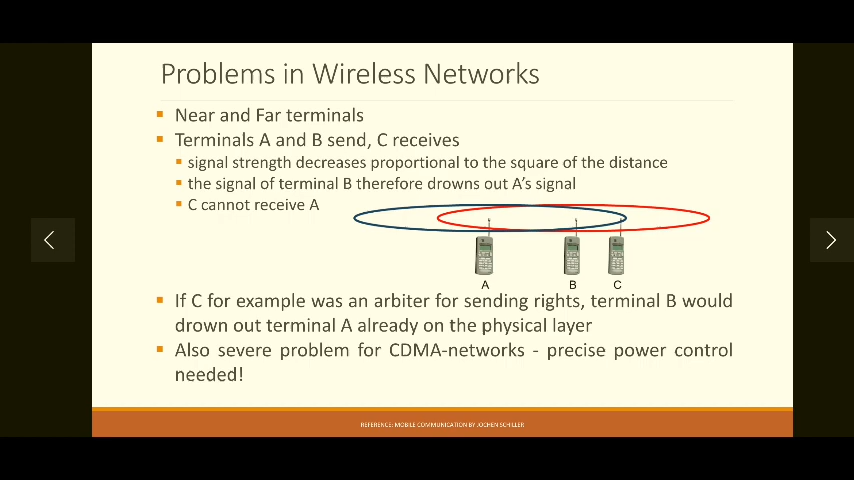 Problems in Wireless Networks
Near and Far terminals
Terminals A and B send, C receives
signal strength decreases proportional to the square of the distance
the signal of terminal B therefore drowns out A's signal
C cannot receive A
A B C
If C for example was an arbiter for sending rights, terminal B would
drown out terminal A already on the physical layer
Also severe problem for CDMA-networks - precise power control
needed!
REFERENCE: MOBILE COMMUNICATION BY JOCHEN SCHILLER